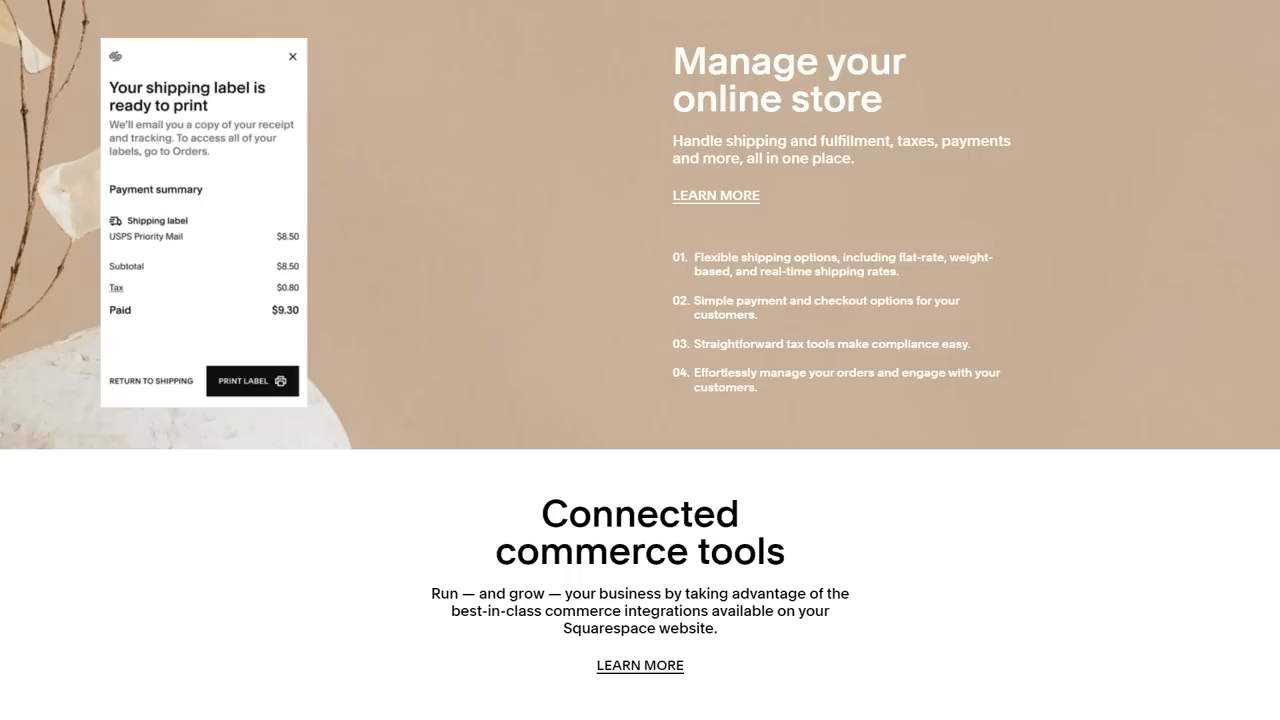 Your shipping label is
ready to print
We'll email you a copy of your receipt
and tracking. To access all of your
labels, go to Orders.
Payment summary
Shipping label
USPS Priority Mail $8.50
Subtotal $8.50
Tax $0.80
Paid $9.30
RETURN TO SHIPPING PRINT LABEL
Manage your
online store
Handle shipping and fulfillment, taxes, payments
and more, all in one place.
LEARN MORE
01. Flexible shipping options, including flat-rate, weight-
based, and real-time shipping rates.
02. Simple payment and checkout options for your
customers.
03. Straightforward tax tools make compliance easy.
04. Effortlessly manage your orders and engage with your
customers.
Connected
commerce tools
Run — and grow — your business by taking advantage of the
best-in-class commerce integrations available on your
Squarespace website.
LEARN MORE